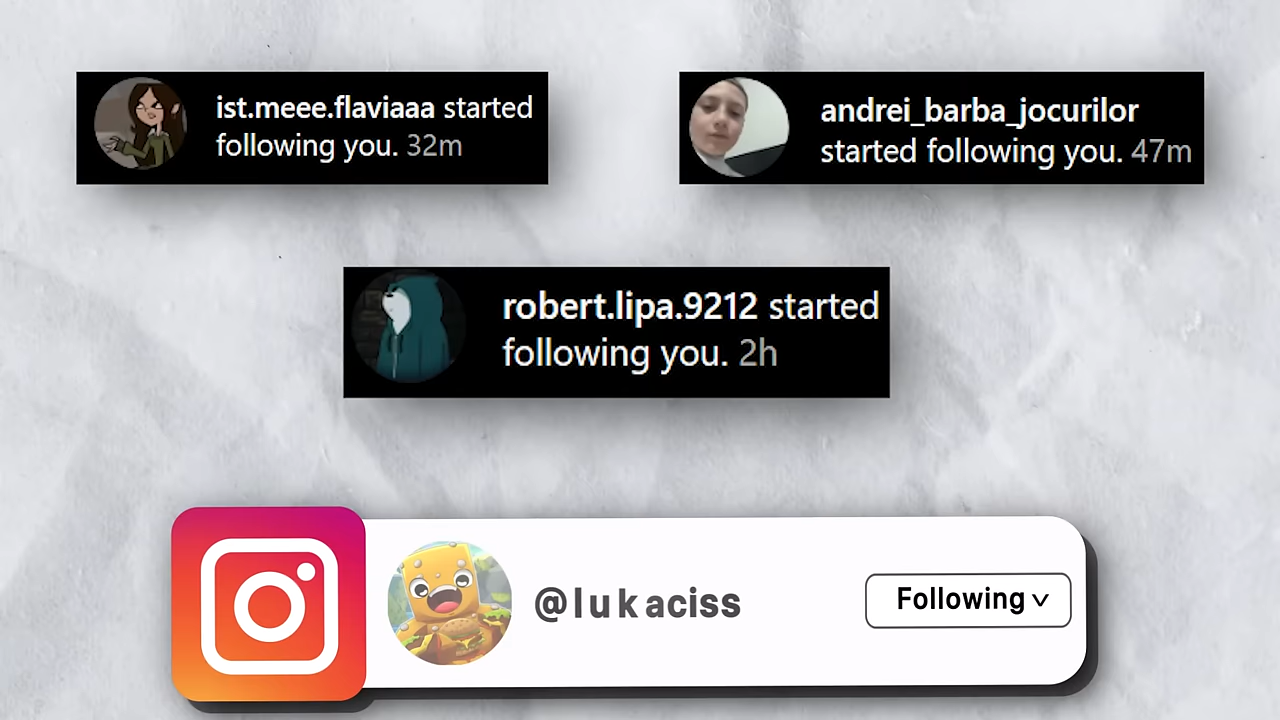 ist.meee.flaviaaa started
following you. 32m
andrei_barba_jocurilor
started following you. 47m
robert.lipa.9212 started
following you. 2h
@lukaciss
Following